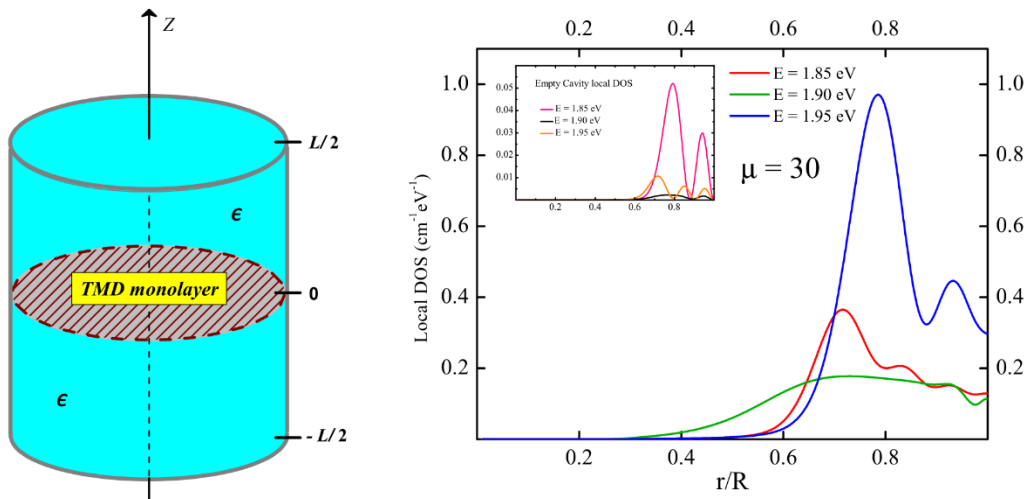 Z
L/2
ϵ
TMD monolayer
0
ϵ
- L/2
0.2 0.4 0.6 0.8
1.0 1.0
0.8 0.8
0.6 0.6
0.4 0.4
0.2 0.2
Local DOS (cm⁻¹ eV⁻¹)
Empty Cavity local DOS
E = 1.85 eV
E = 1.90 eV
E = 1.95 eV
0.05
0.04
0.03
0.02
0.01
0.2 0.4 0.6 0.8
E = 1.85 eV
E = 1.90 eV
E = 1.95 eV
μ = 30
0.2 0.4 0.6 0.8
r/R